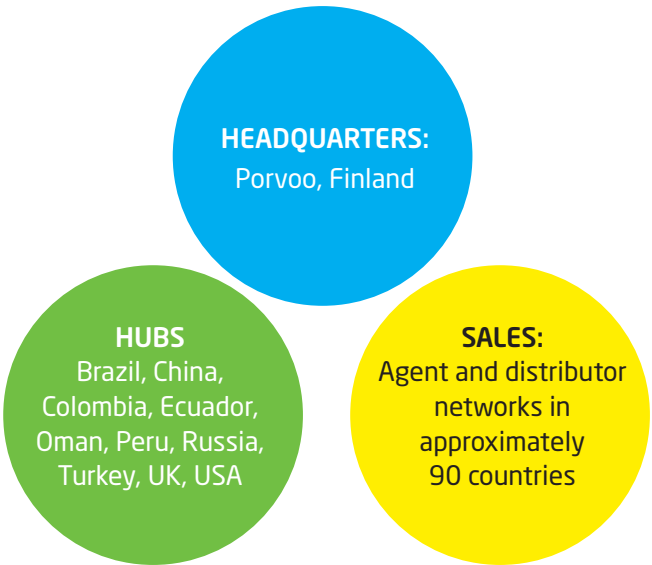 HEADQUARTERS:
Porvoo, Finland
HUBS
Brazil, China,
Colombia, Ecuador,
Oman, Peru, Russia,
Turkey, UK, USA
SALES:
Agent and distributor
networks in
approximately
90 countries